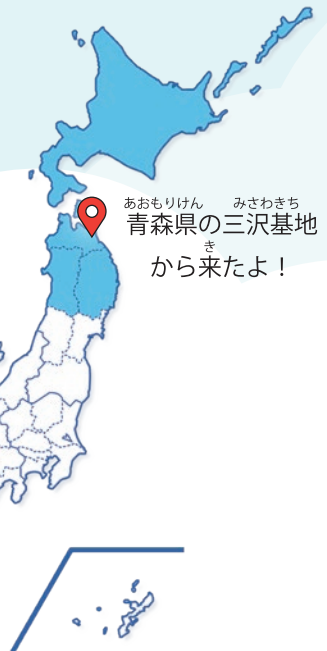 あおもりけん みさわきち
青森県の三沢基地
き
から来たよ！